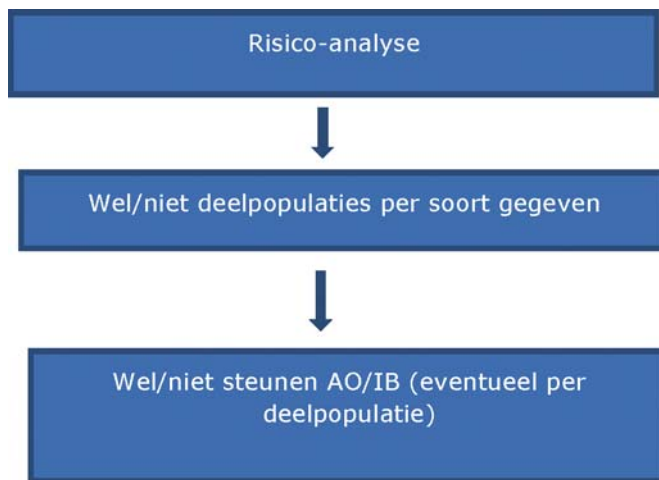 Risico-analyse
Wel/niet deelpopulaties per soort gegeven
Wel/niet steunen AO/IB (eventueel per
deelpopulatie)